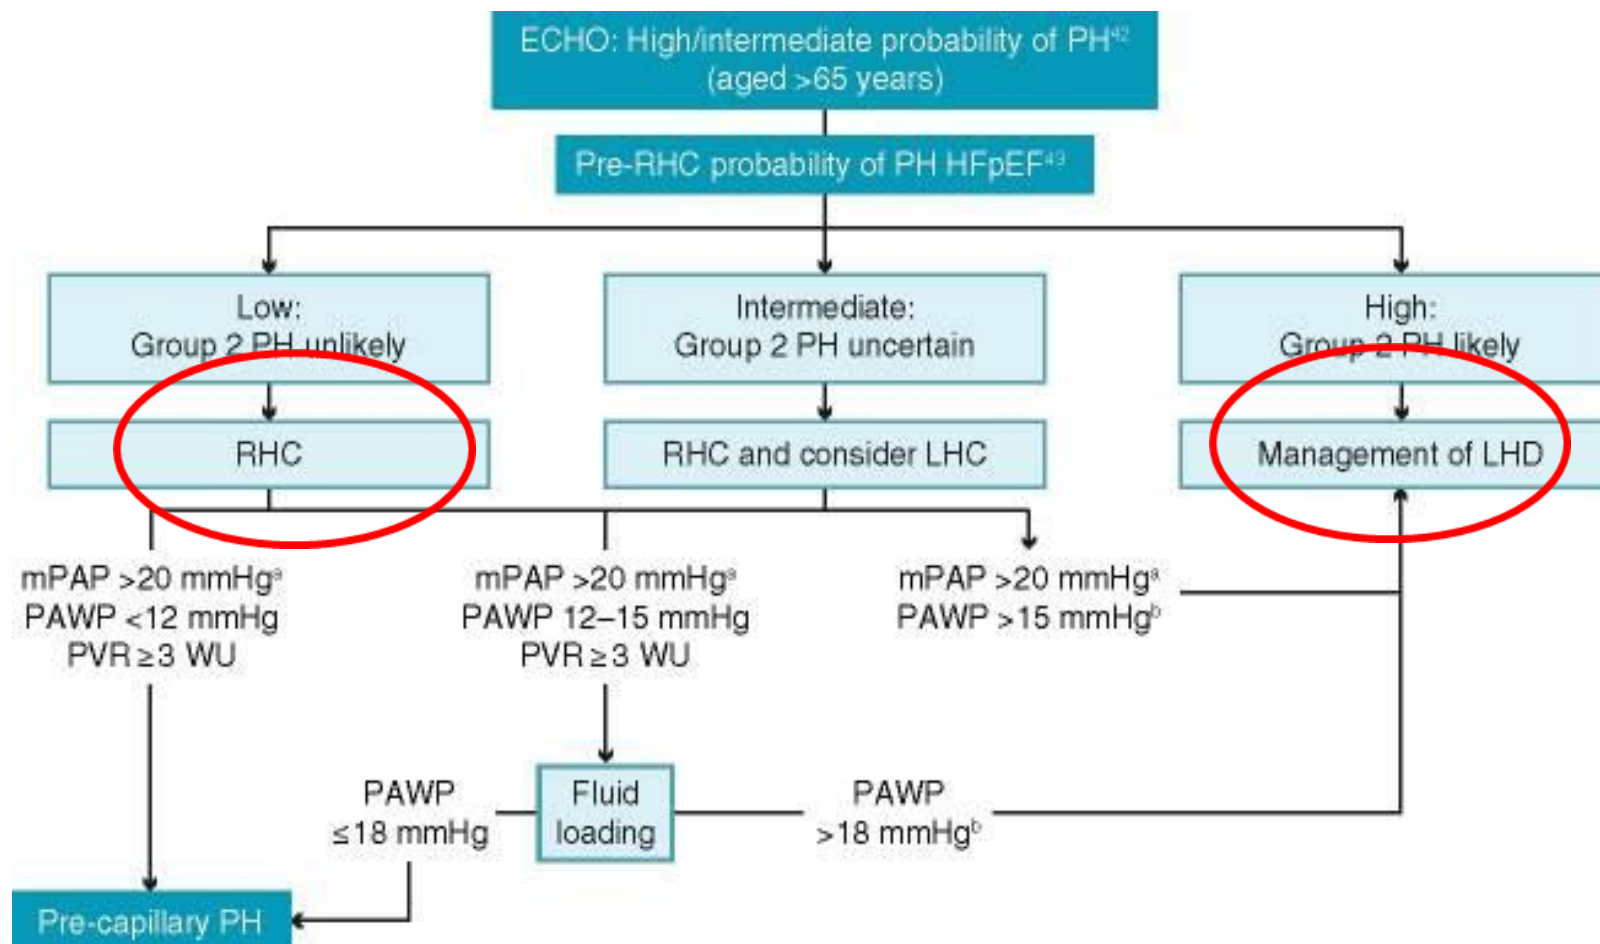 ECHO: High/intermediate probability of PH⁴²
(aged >65 years)
Pre-RHC probability of PH HFpEF⁴³
Low:
Group 2 PH unlikely
Intermediate:
Group 2 PH uncertain
High:
Group 2 PH likely
RHC
RHC and consider LHC
Management of LHD
mPAP >20 mmHgᵃ
PAWP <12 mmHg
PVR ≥3 WU
mPAP >20 mmHgᵃ
PAWP 12–15 mmHg
PVR ≥3 WU
mPAP >20 mmHgᵃ
PAWP >15 mmHgᵇ
PAWP
≤18 mmHg
Fluid
loading
PAWP
>18 mmHgᵇ
Pre-capillary PH